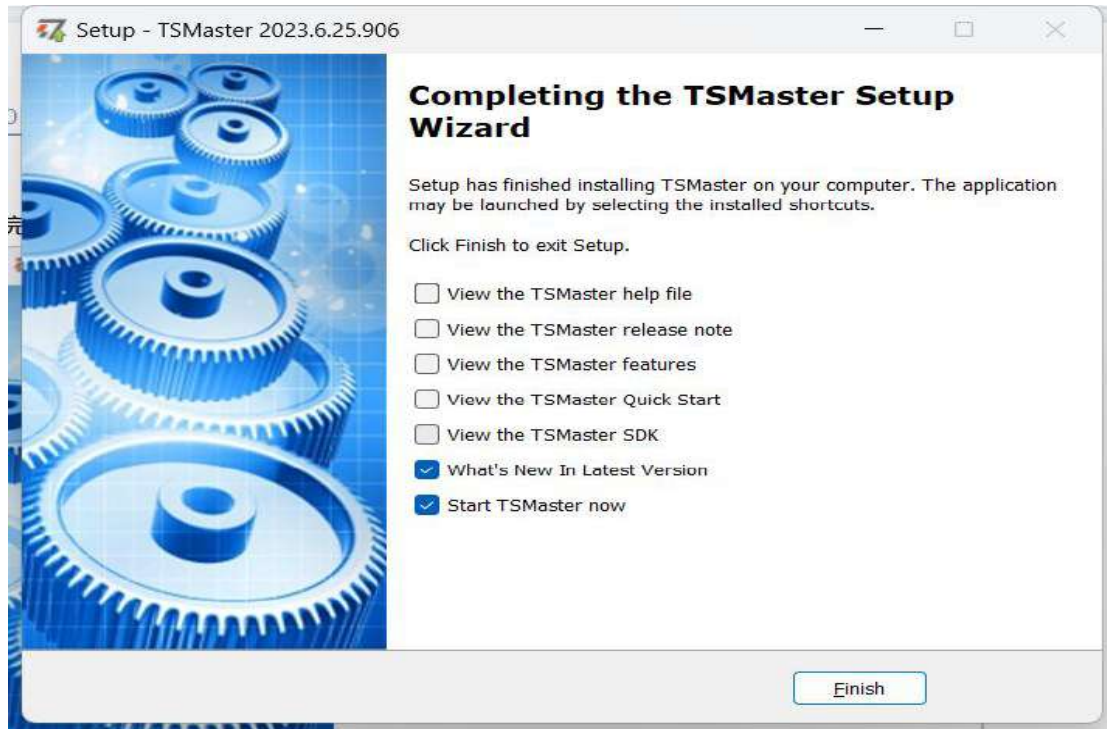 Setup - TSMaster 2023.6.25.906
Completing the TSMaster Setup
Wizard
Setup has finished installing TSMaster on your computer. The application
may be launched by selecting the installed shortcuts.
Click Finish to exit Setup.
View the TSMaster help file
View the TSMaster release note
View the TSMaster features
View the TSMaster Quick Start
View the TSMaster SDK
What's New In Latest Version
Start TSMaster now
Finish